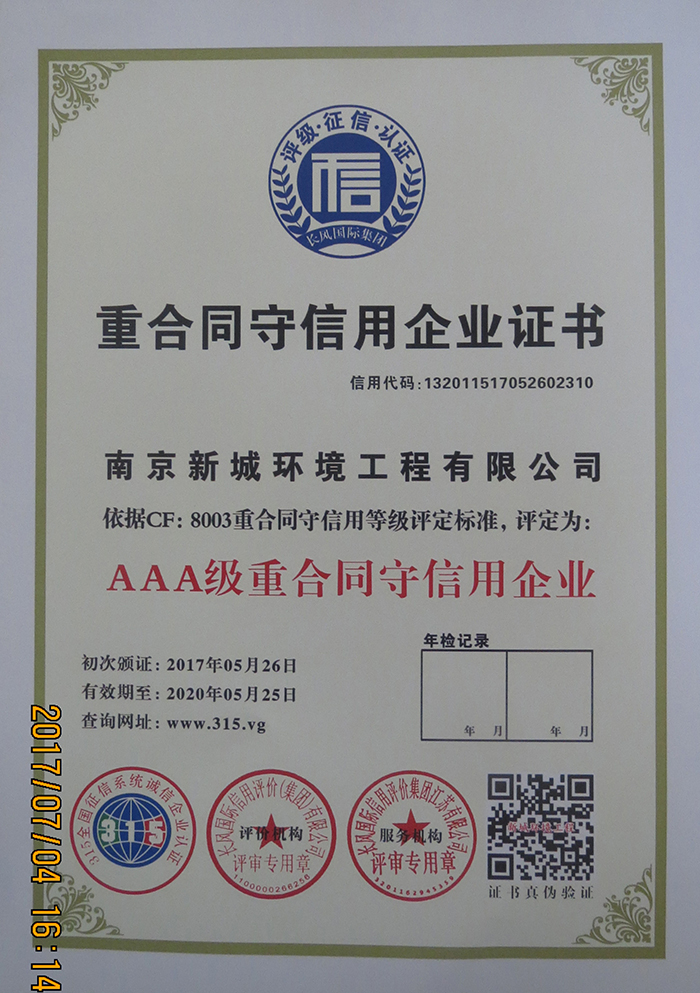 评级·征信·认证
信
长风国际集团
重合同守信用企业证书
信用代码:132011517052602310
南京新城环境工程有限公司
依据CF: 8003重合同守信用等级评定标准, 评定为:
AAA级重合同守信用企业
年检记录
初次颁证: 2017年05月26日
有效期至: 2020年05月25日
查询网址: www.315.vg
年 月
年 月
315全国征信系统诚信企业认证
315
长风国际信用评价(集团)有限公司
评价机构
评审专用章
1100000266256
长风国际信用评价集团江苏有限公司
服务机构
评审专用章
新城环境工程
证书真伪验证
2017/07/04 16:14